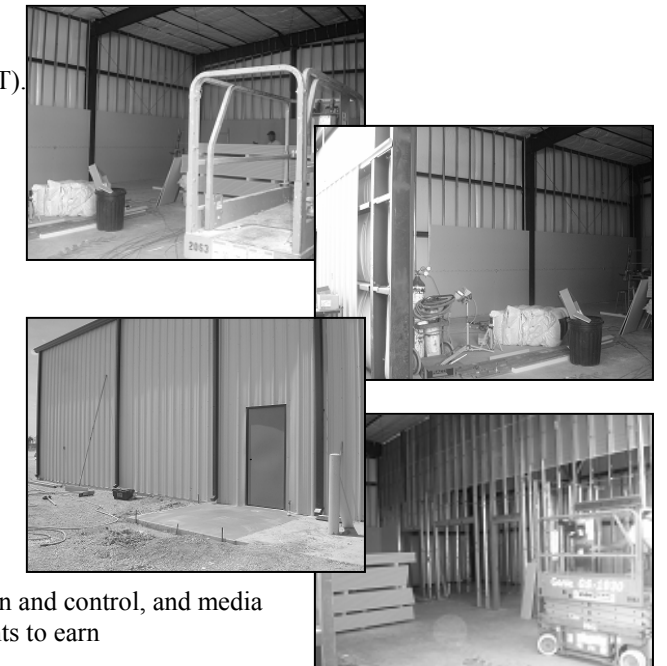 T).
2063
Genie GS-1930
n and control, and media
ts to earn